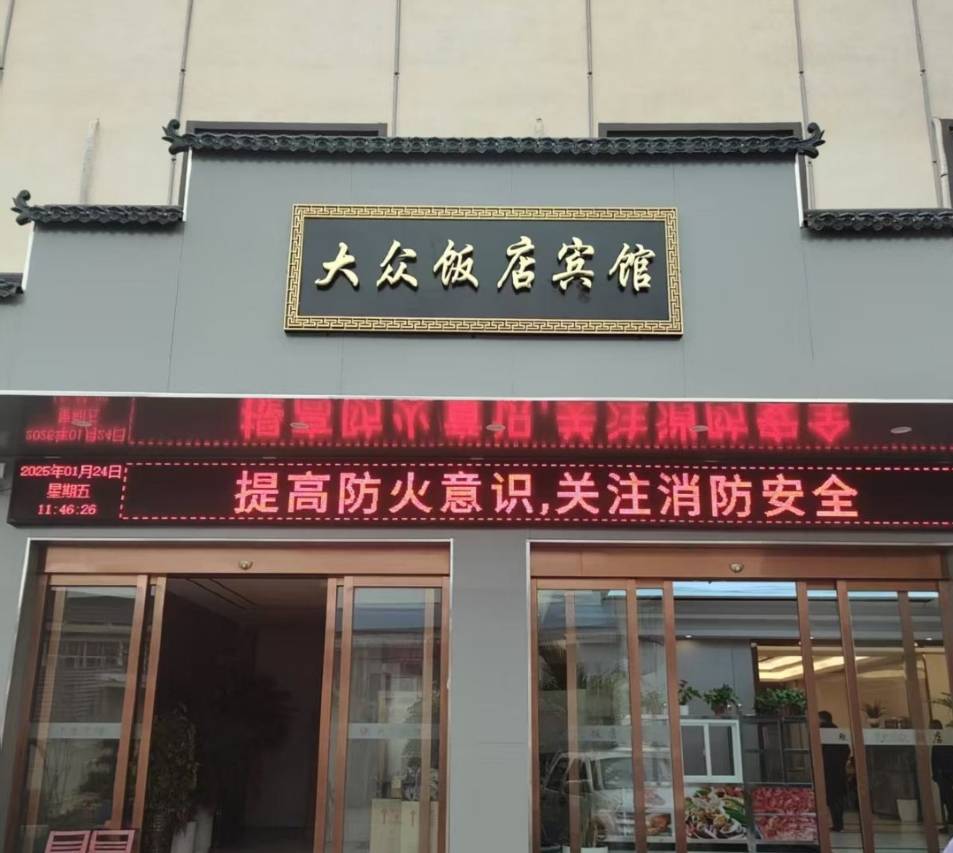 大众饭店宾馆
2025年01月24日
星期五
11:46:26
提高防火意识,关注消防安全